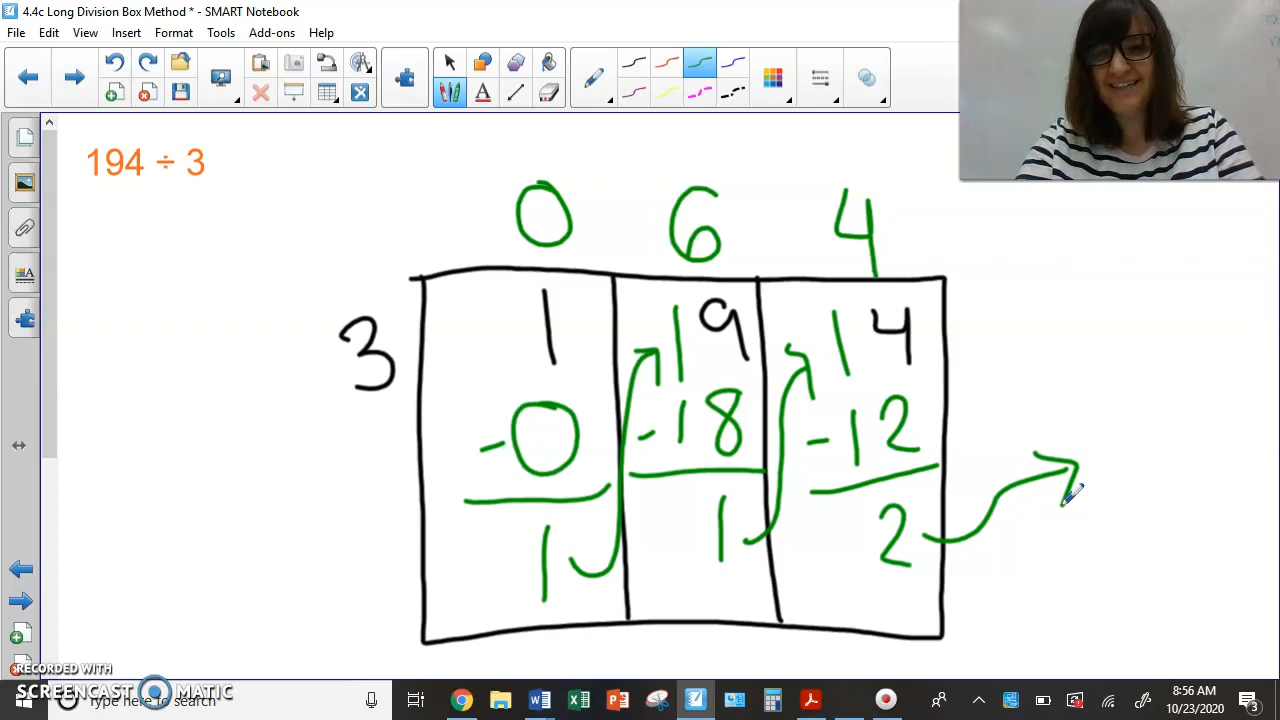 4.4c Long Division Box Method * - SMART Notebook
File Edit View Insert Format Tools Add-ons Help
194 ÷ 3
0 6 4
3 1 19 14
-0 -18 -12
1 1 2
RECORDED WITH
SCREENCAST MATIC
Type here to search
8:56 AM
10/23/2020